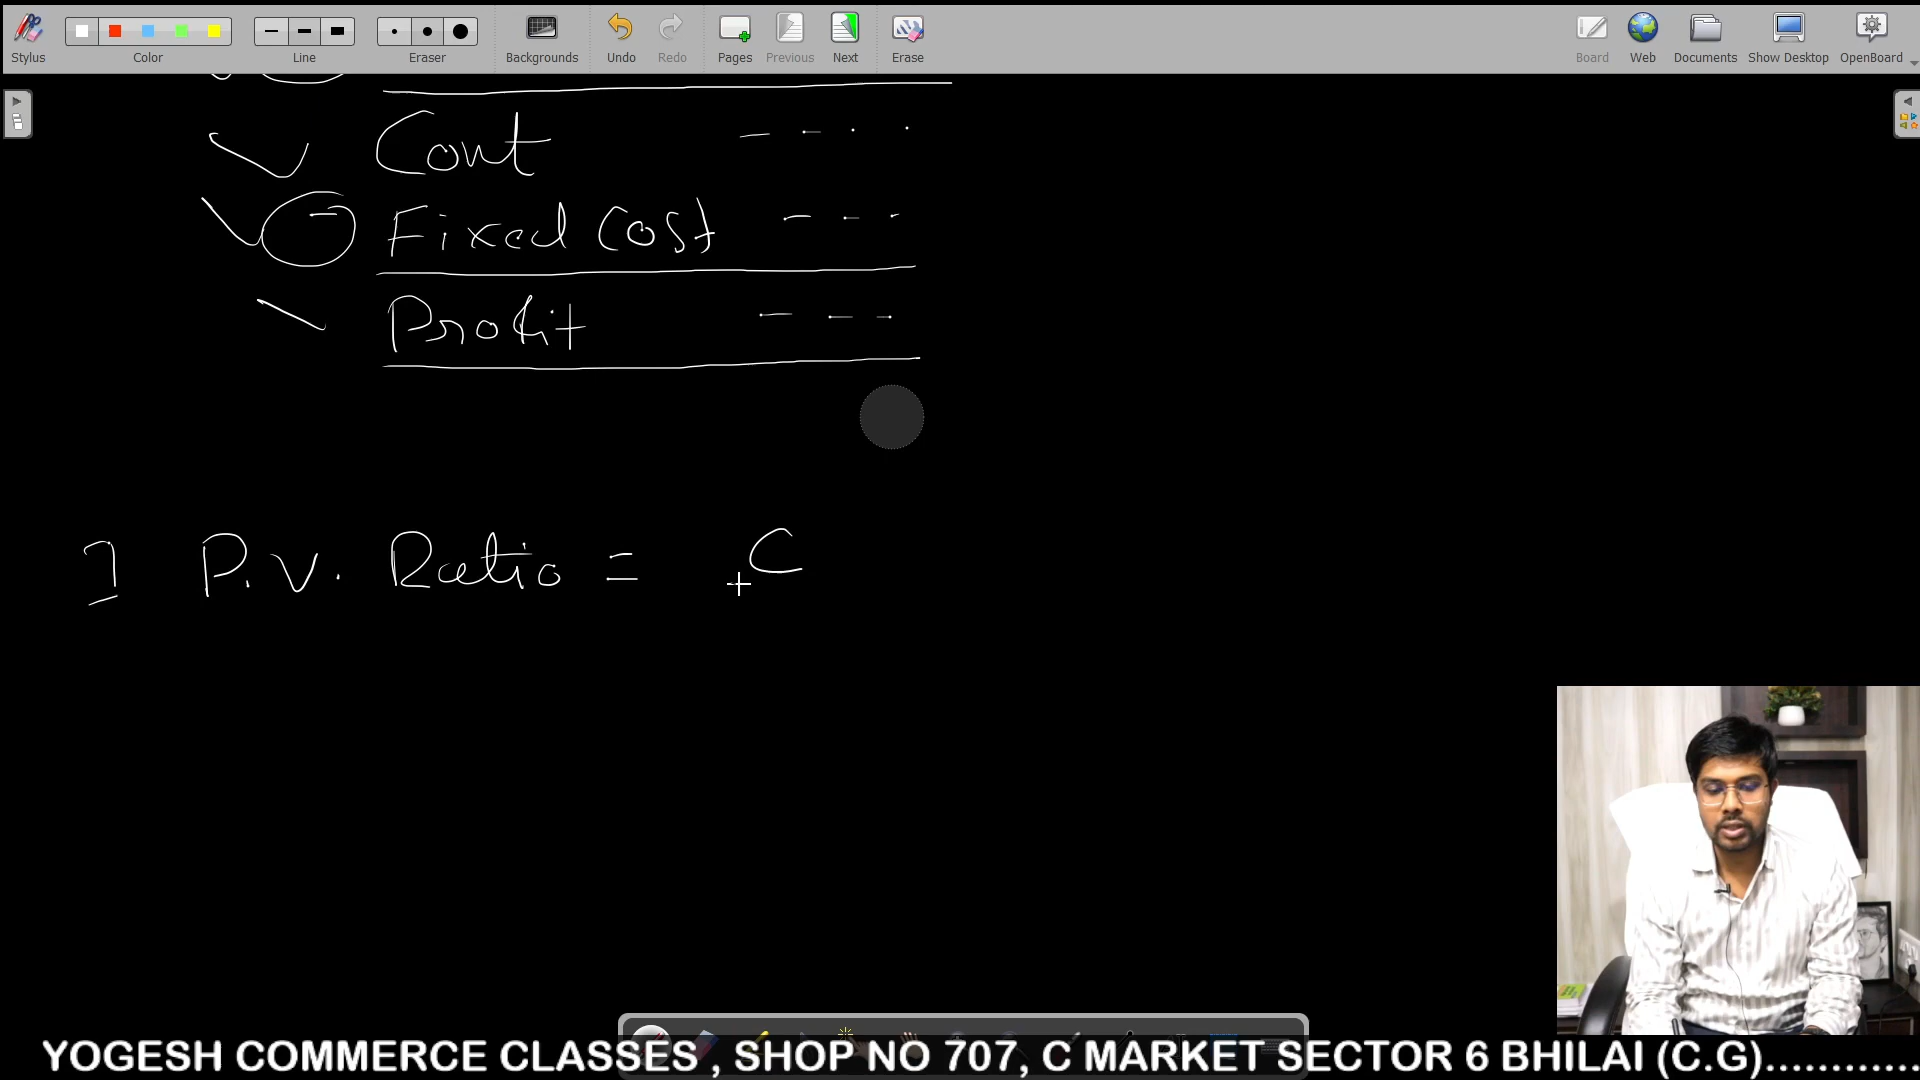 Stylus Color Line Eraser Backgrounds Undo Redo Pages Previous Next Erase Board Web Documents Show Desktop OpenBoard
Cont - - - -
- Fixed Cost - - -
Profit - - -
1 P.V. Ratio = C
YOGESH COMMERCE CLASSES , SHOP NO 707, C MARKET SECTOR 6 BHILAI (C.G)............